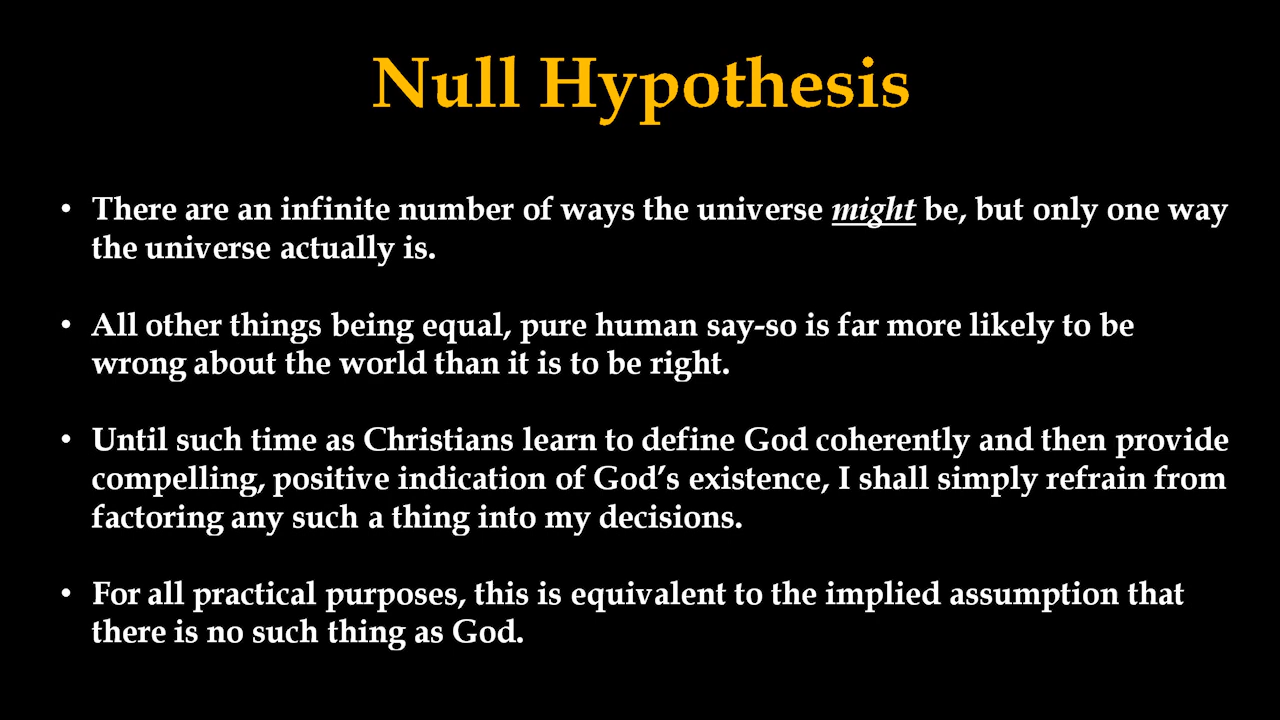 Null Hypothesis
• There are an infinite number of ways the universe might be, but only one way
the universe actually is.
• All other things being equal, pure human say-so is far more likely to be
wrong about the world than it is to be right.
• Until such time as Christians learn to define God coherently and then provide
compelling, positive indication of God’s existence, I shall simply refrain from
factoring any such a thing into my decisions.
• For all practical purposes, this is equivalent to the implied assumption that
there is no such thing as God.